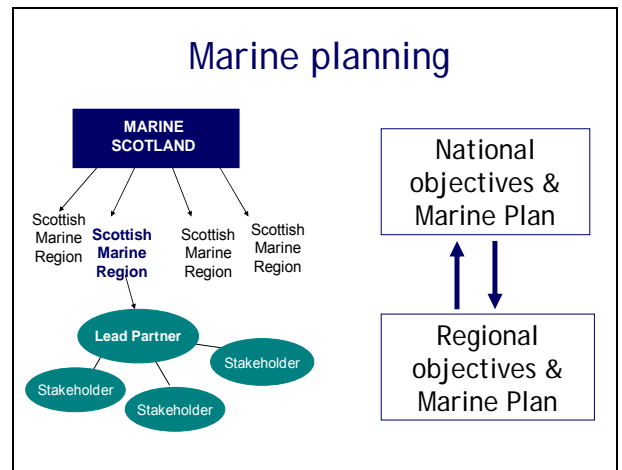 Marine planning
MARINE
SCOTLAND
Scottish
Marine
Region
Scottish
Marine
Region
Scottish
Marine
Region
Scottish
Marine
Region
Lead Partner
Stakeholder
Stakeholder
Stakeholder
National
objectives &
Marine Plan
Regional
objectives &
Marine Plan